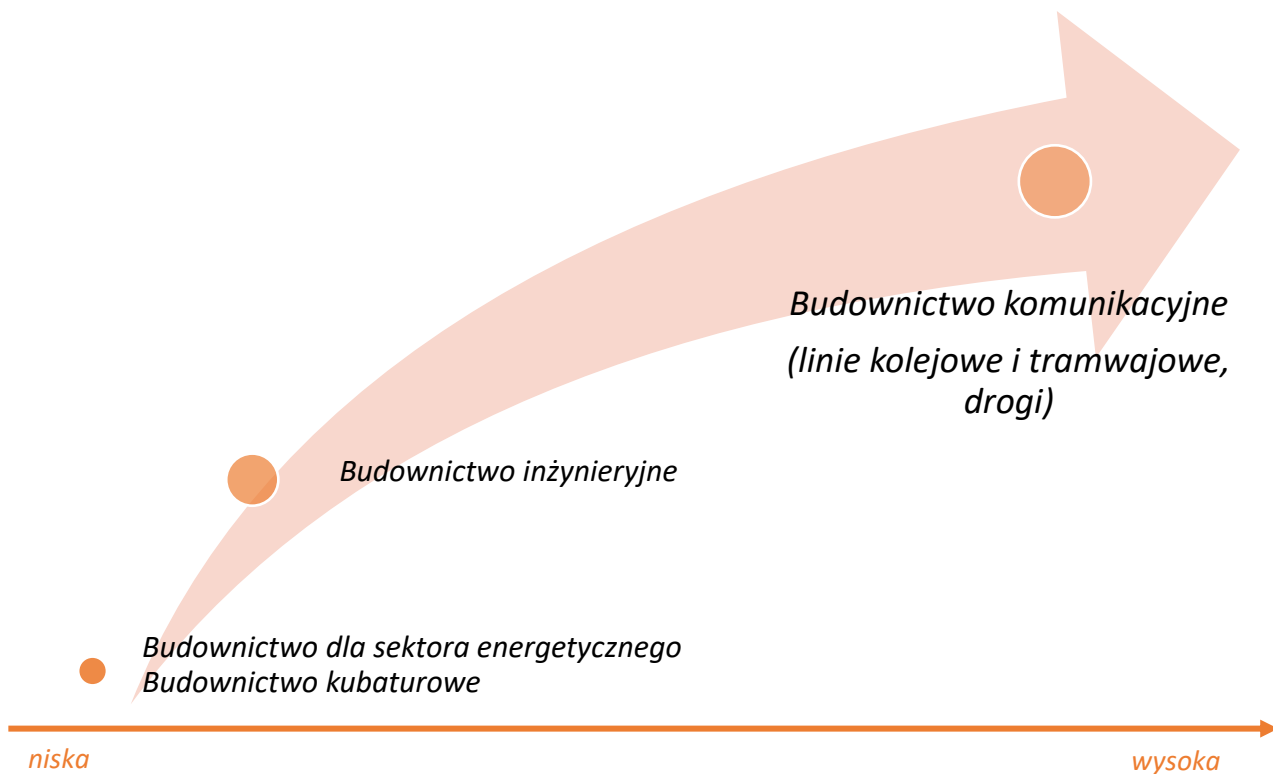 Budownictwo komunikacyjne
(linie kolejowe i tramwajowe,
drogi)
Budownictwo inżynieryjne
Budownictwo dla sektora energetycznego
Budownictwo kubaturowe
niska
wysoka